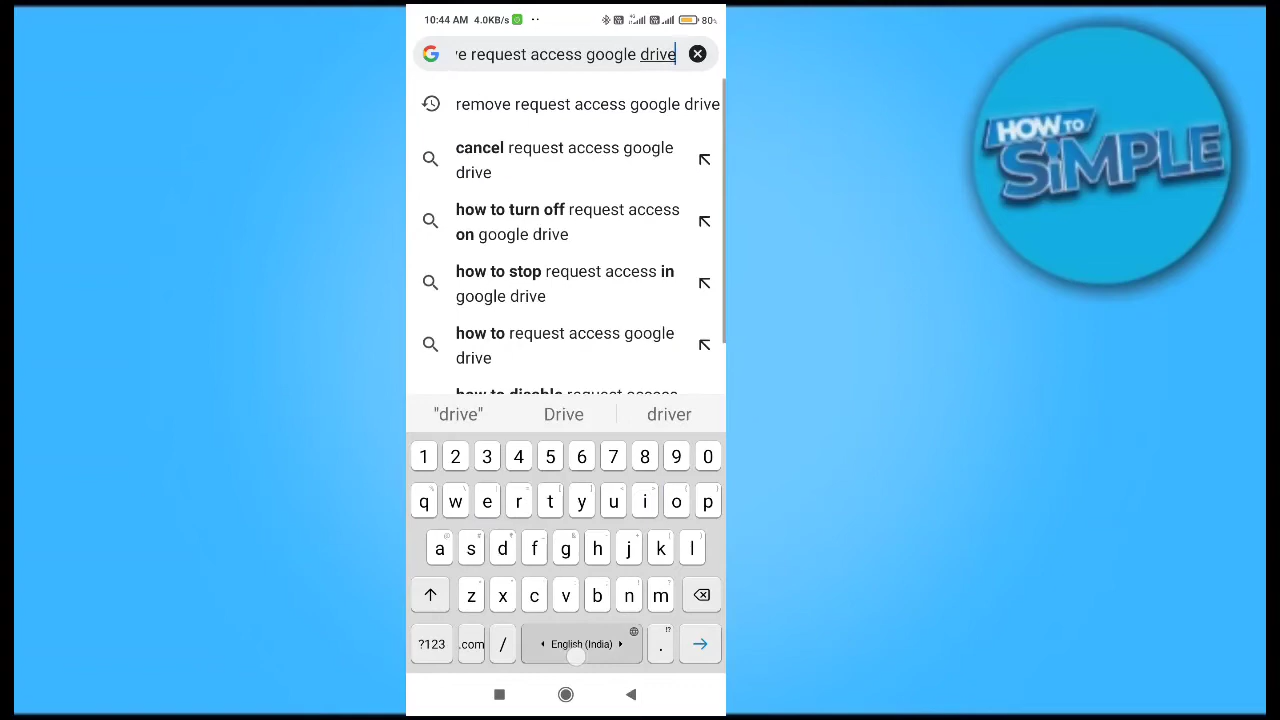 10:44 AM 4.0KB/s 80%
e request access google drive
remove request access google drive
cancel request access google
drive
how to turn off request access
on google drive
how to stop request access in
google drive
how to request access google
drive
how to disable request access
"drive" Drive driver
1 2 3 4 5 6 7 8 9 0
q w e r t y u i o p
a s d f g h j k l
z x c v b n m
?123 .com / English (India) .
HOW TO
SiMPLE